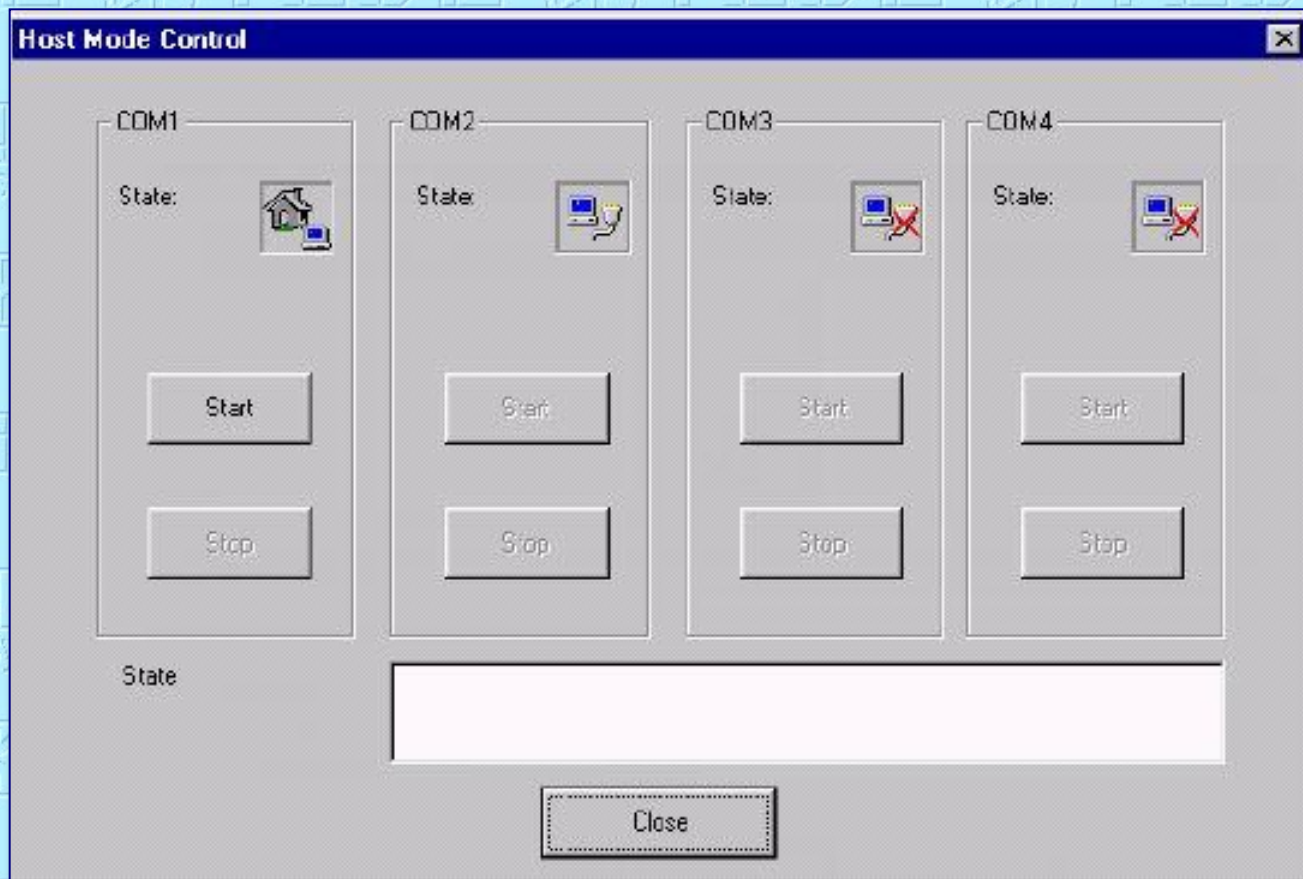 Host Mode Control
COM1
COM2
COM3
COM4
State:
State:
State:
State:
Start
Start
Start
Start
Stop
Stop
Stop
Stop
State
Close